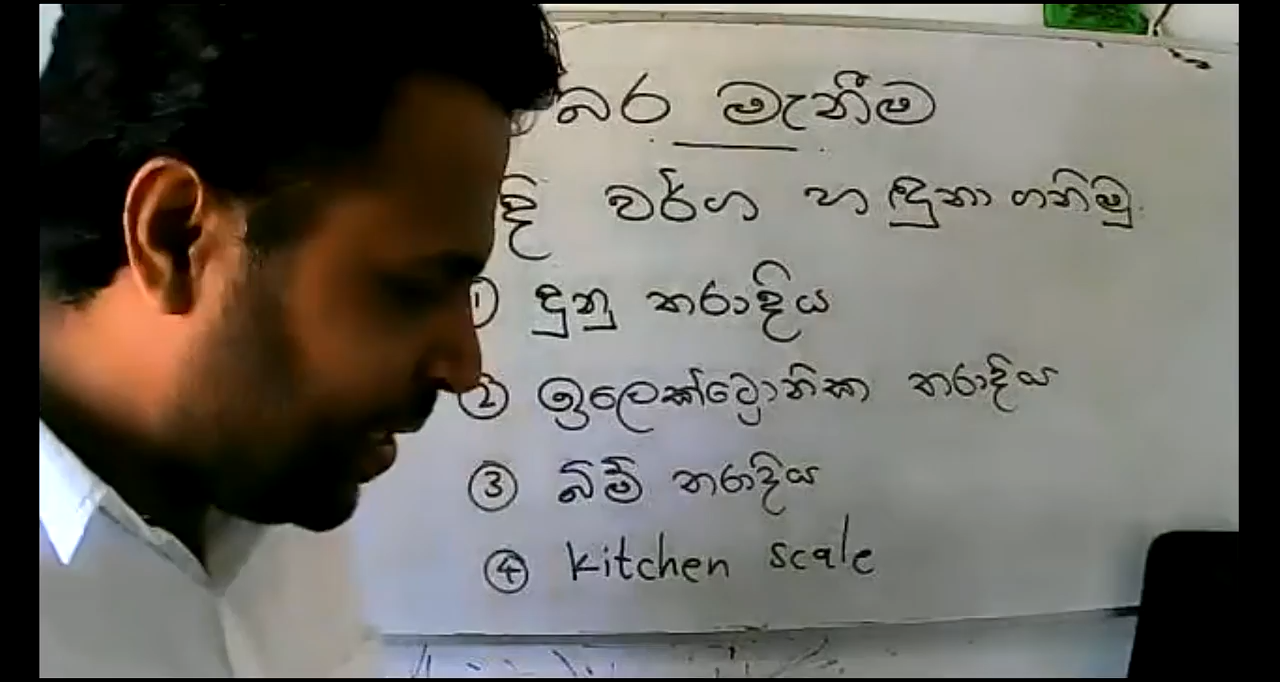 බර මැනීම
දි වර්ග හඳුනා ගනිමු.
① දුනු තරාදිය
② ඉලෙක්ට්‍රොනික තරාදිය
③ බිම් තරාදිය
④ kitchen scale